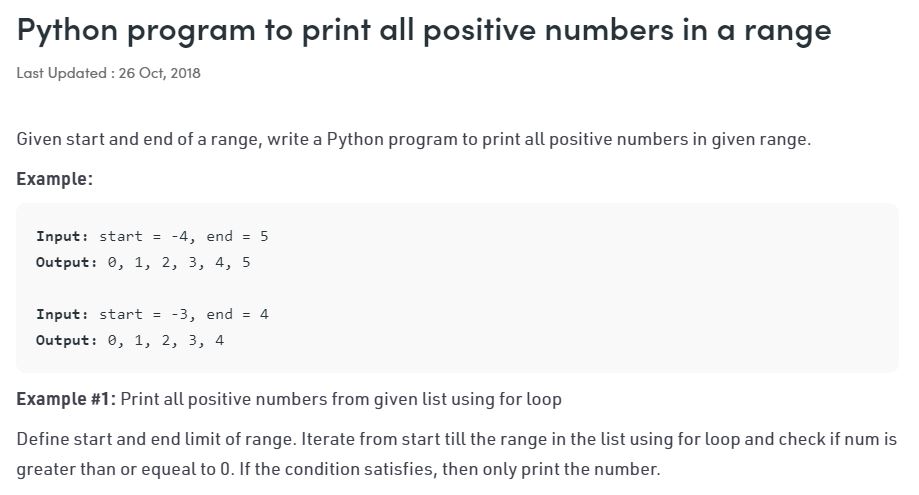 Python program to print all positive numbers in a range
Last Updated : 26 Oct, 2018
Given start and end of a range, write a Python program to print all positive numbers in given range.
Example:
Input: start = -4, end = 5
Output: 0, 1, 2, 3, 4, 5
Input: start = -3, end = 4
Output: 0, 1, 2, 3, 4
Example #1: Print all positive numbers from given list using for loop
Define start and end limit of range. Iterate from start till the range in the list using for loop and check if num is
greater than or equeal to 0. If the condition satisfies, then only print the number.